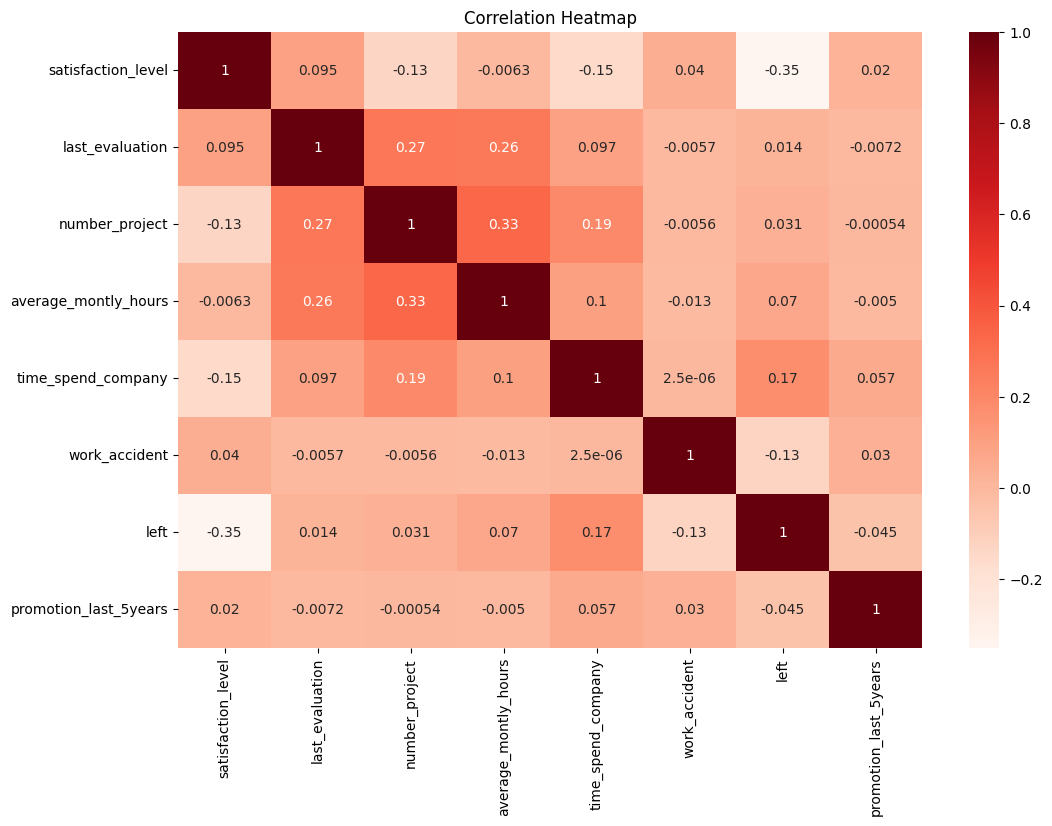 Correlation Heatmap
satisfaction_level 1 0.095 -0.13 -0.0063 -0.15 0.04 -0.35 0.02
last_evaluation 0.095 1 0.27 0.26 0.097 -0.0057 0.014 -0.0072
number_project -0.13 0.27 1 0.33 0.19 -0.0056 0.031 -0.00054
average_montly_hours -0.0063 0.26 0.33 1 0.1 -0.013 0.07 -0.005
time_spend_company -0.15 0.097 0.19 0.1 1 2.5e-06 0.17 0.057
work_accident 0.04 -0.0057 -0.0056 -0.013 2.5e-06 1 -0.13 0.03
left -0.35 0.014 0.031 0.07 0.17 -0.13 1 -0.045
promotion_last_5years 0.02 -0.0072 -0.00054 -0.005 0.057 0.03 -0.045 1
satisfaction_level
last_evaluation
number_project
average_montly_hours
time_spend_company
work_accident
left
promotion_last_5years
1.0
0.8
0.6
0.4
0.2
0.0
−0.2